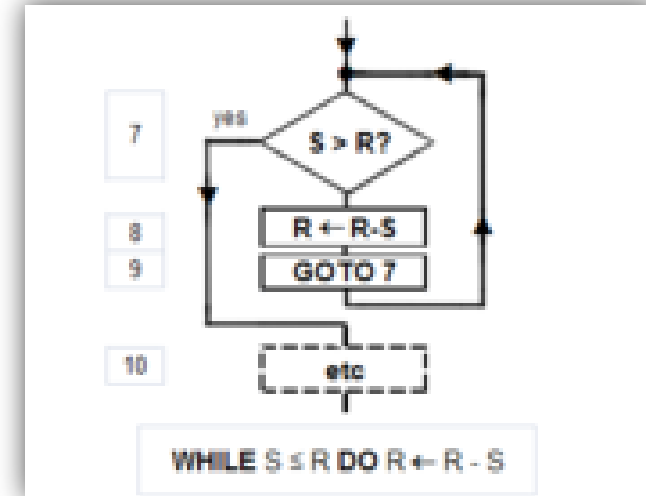 yes
7
S > R?
8
R ← R-S
9
GOTO 7
10
etc
WHILE S ≤ R DO R ← R - S